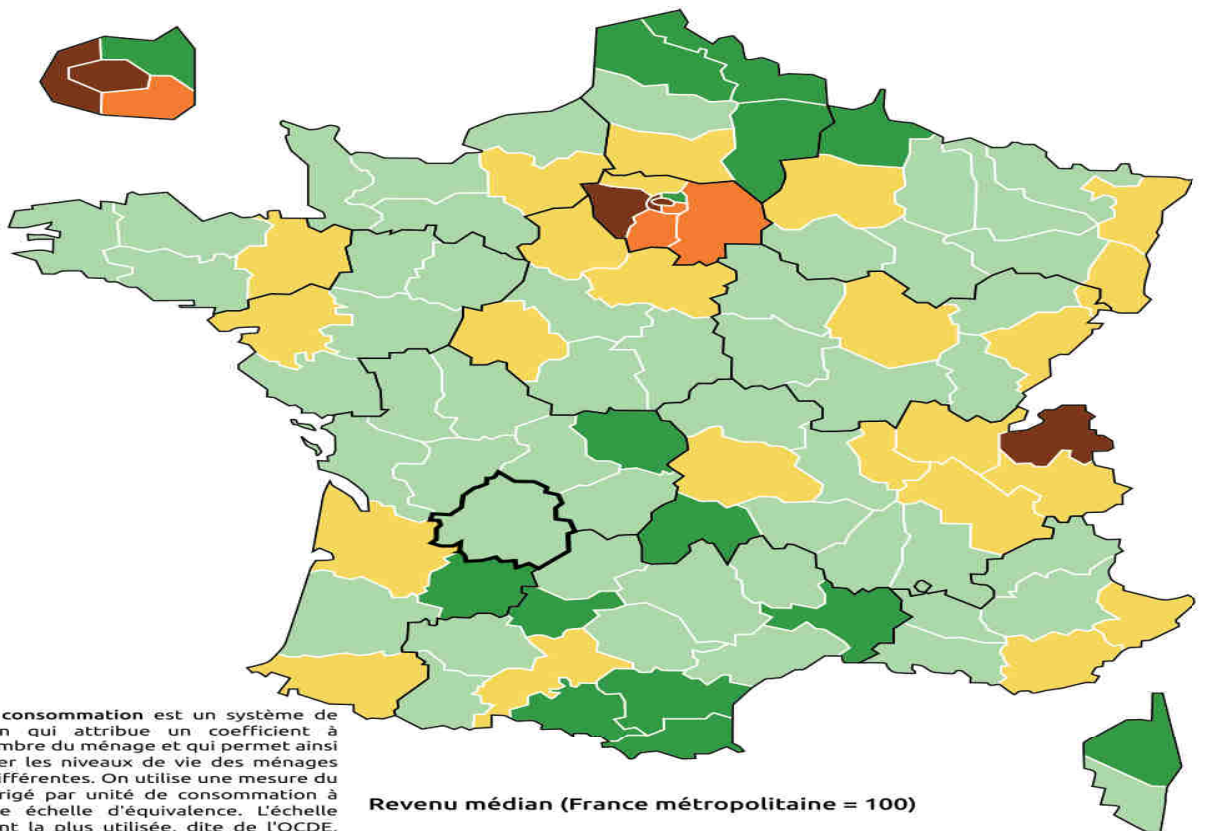 consommation est un système de
n qui attribue un coefficient à
mbre du ménage et qui permet ainsi
er les niveaux de vie des ménages
ifférentes. On utilise une mesure du
rigé par unité de consommation à
e échelle d'équivalence. L'échelle
nt la plus utilisée, dite de l'OCDE,
Revenu médian (France métropolitaine = 100)